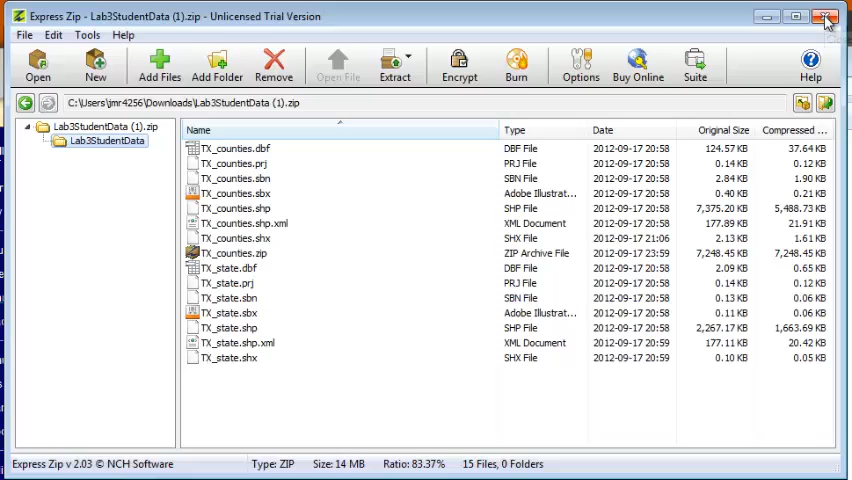 Express Zip - Lab3StudentData (1).zip - Unlicensed Trial Version
File Edit Tools Help
Open New Add Files Add Folder Remove Open File Extract Encrypt Burn Options Buy Online Suite Help
C:\Users\jmr4256\Downloads\Lab3StudentData (1).zip
Lab3StudentData (1).zip
Lab3StudentData
Name Type Date Original Size Compressed ...
TX_counties.dbf DBF File 2012-09-17 20:58 124.57 KB 37.64 KB
TX_counties.prj PRJ File 2012-09-17 20:58 0.14 KB 0.12 KB
TX_counties.sbn SBN File 2012-09-17 20:58 2.84 KB 1.90 KB
TX_counties.sbx Adobe Illustrat... 2012-09-17 20:58 0.40 KB 0.21 KB
TX_counties.shp SHP File 2012-09-17 20:58 7,375.20 KB 5,488.73 KB
TX_counties.shp.xml XML Document 2012-09-17 20:58 177.89 KB 21.91 KB
TX_counties.shx SHX File 2012-09-17 21:06 2.13 KB 1.61 KB
TX_counties.zip ZIP Archive File 2012-09-17 23:59 7,248.45 KB 7,248.45 KB
TX_state.dbf DBF File 2012-09-17 20:58 2.09 KB 0.65 KB
TX_state.prj PRJ File 2012-09-17 20:58 0.14 KB 0.12 KB
TX_state.sbn SBN File 2012-09-17 20:58 0.13 KB 0.06 KB
TX_state.sbx Adobe Illustrat... 2012-09-17 20:58 0.11 KB 0.06 KB
TX_state.shp SHP File 2012-09-17 20:58 2,267.17 KB 1,663.69 KB
TX_state.shp.xml XML Document 2012-09-17 20:59 177.11 KB 20.42 KB
TX_state.shx SHX File 2012-09-17 20:59 0.10 KB 0.05 KB
Express Zip v 2.03 © NCH Software Type: ZIP Size: 14 MB Ratio: 83.37% 15 Files, 0 Folders